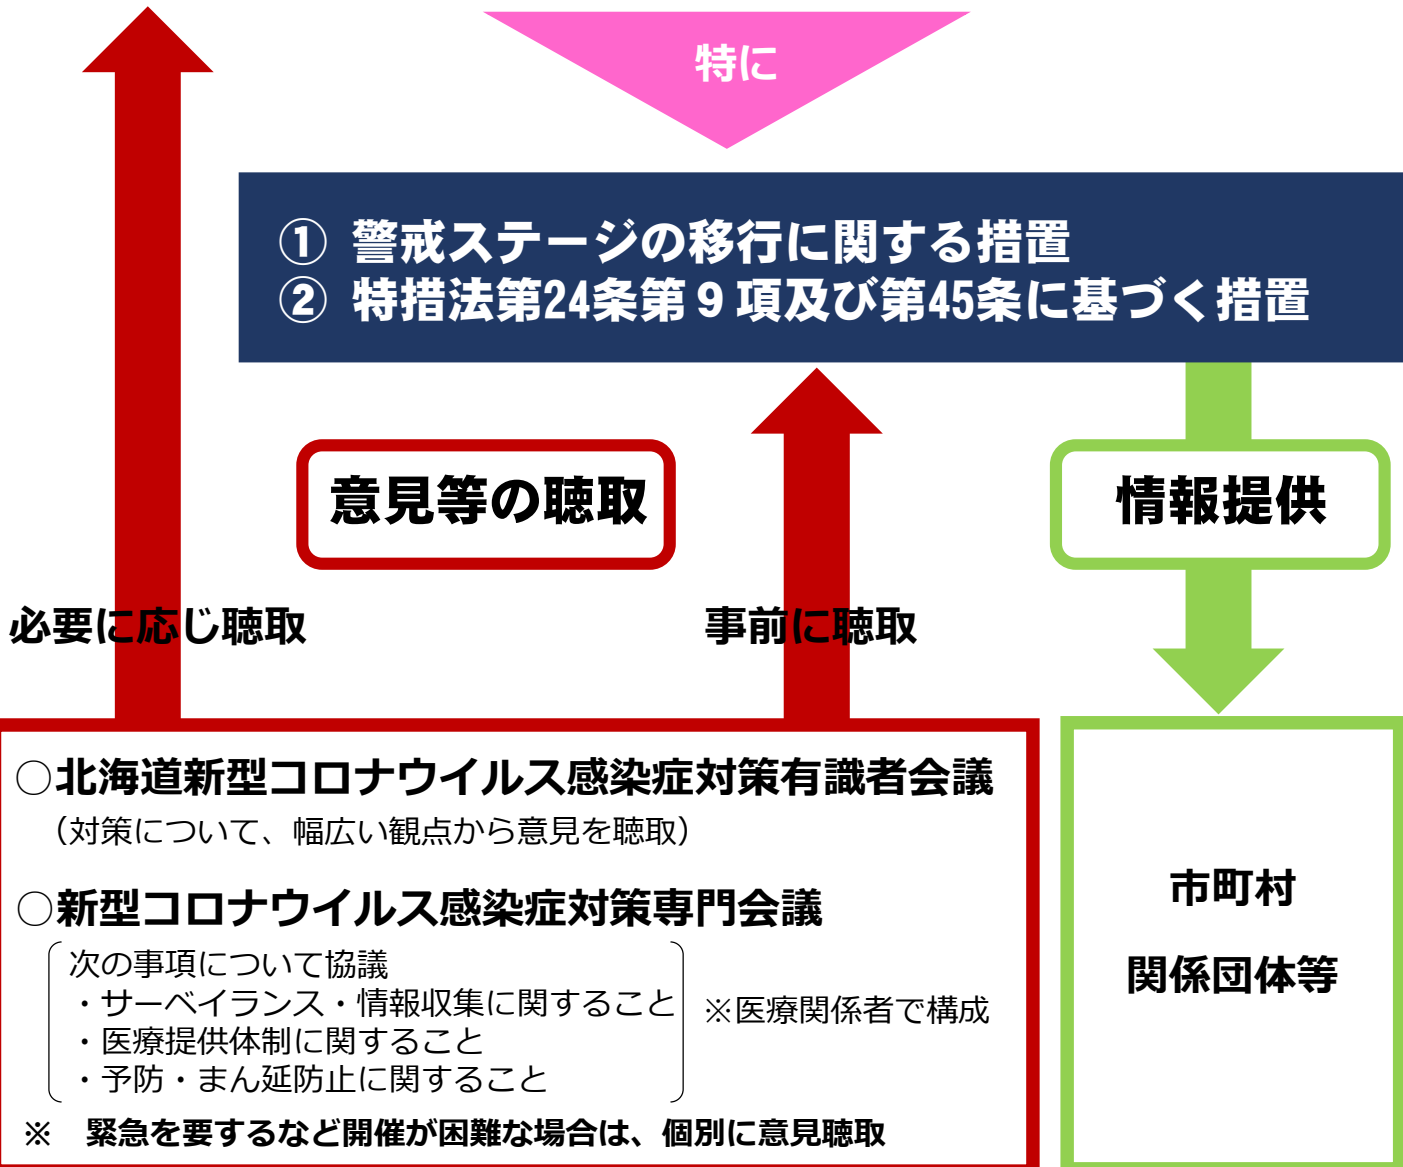 特に
① 警戒ステージの移行に関する措置
② 特措法第24条第９項及び第45条に基づく措置
意見等の聴取
情報提供
必要に応じ聴取
事前に聴取
○北海道新型コロナウイルス感染症対策有識者会議
（対策について、幅広い観点から意見を聴取）
○新型コロナウイルス感染症対策専門会議
次の事項について協議
・サーベイランス・情報収集に関すること
・医療提供体制に関すること
・予防・まん延防止に関すること
※医療関係者で構成
※　緊急を要するなど開催が困難な場合は、個別に意見聴取
市町村
関係団体等